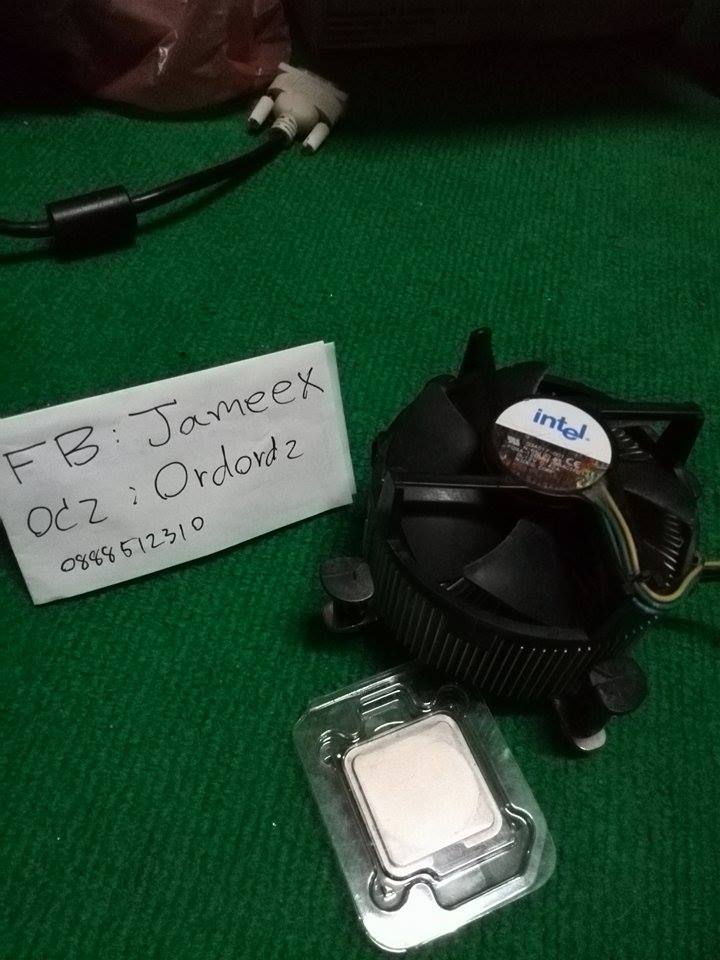 FB: Jameex
OCZ : Ordordz
0888512310
intel